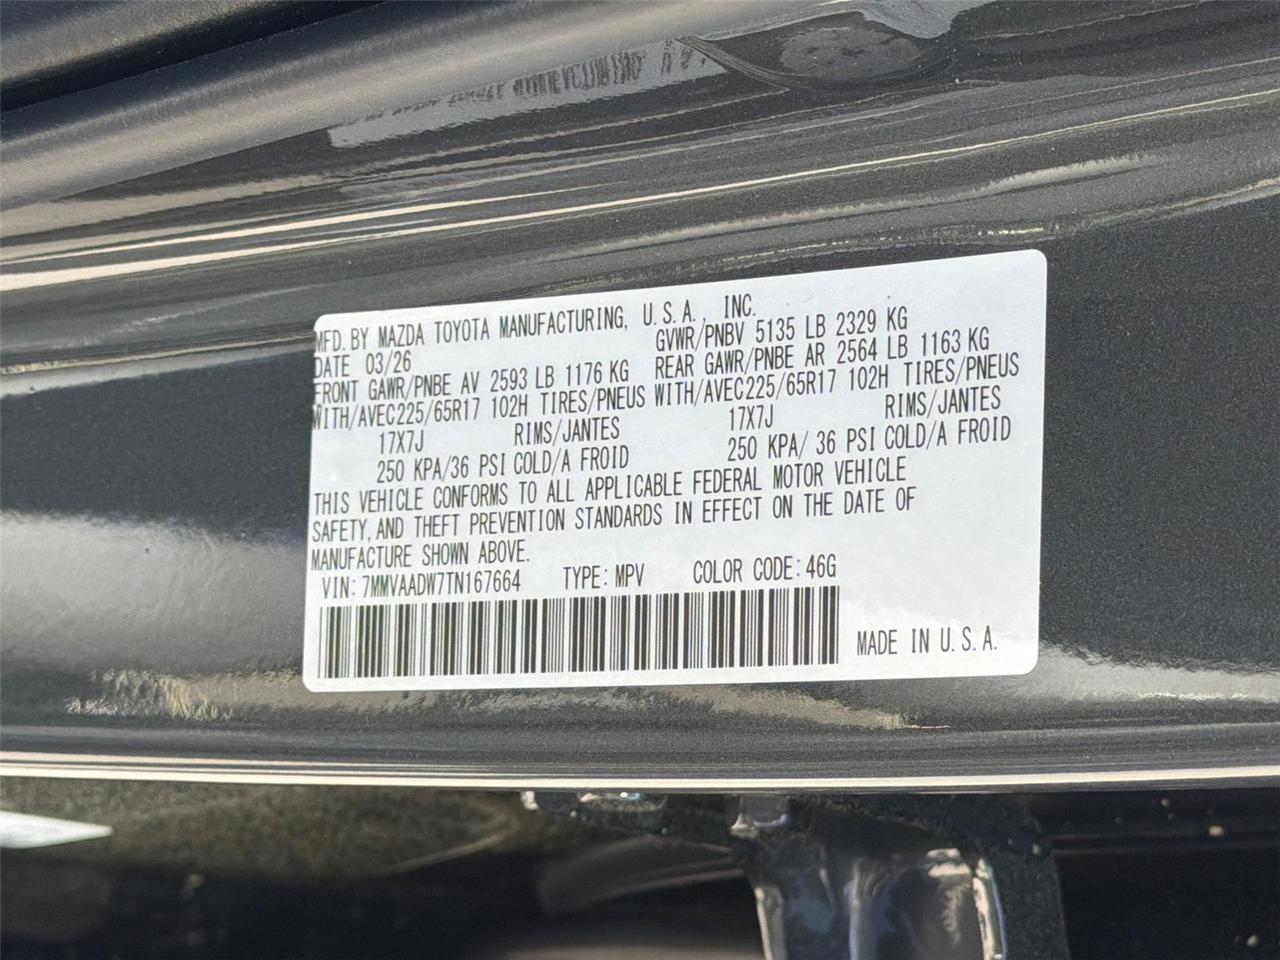 MFD. BY MAZDA TOYOTA MANUFACTURING, U.S.A., INC.
DATE 03/26 GVWR/PNBV 5135 LB 2329 KG
FRONT GAWR/PNBE AV 2593 LB 1176 KG REAR GAWR/PNBE AR 2564 LB 1163 KG
WITH/AVEC225/65R17 102H TIRES/PNEUS WITH/AVEC225/65R17 102H TIRES/PNEUS
17X7J RIMS/JANTES 17X7J RIMS/JANTES
250 KPA/36 PSI COLD/A FROID 250 KPA/ 36 PSI COLD/A FROID
THIS VEHICLE CONFORMS TO ALL APPLICABLE FEDERAL MOTOR VEHICLE
SAFETY, AND THEFT PREVENTION STANDARDS IN EFFECT ON THE DATE OF
MANUFACTURE SHOWN ABOVE.
VIN: 7MMVAADW7TN167664 TYPE: MPV COLOR CODE: 46G
MADE IN U.S.A.